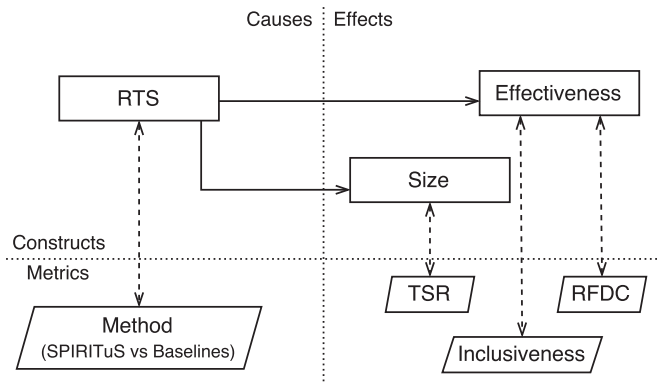 Causes
Effects
RTS
Effectiveness
Size
Constructs
Metrics
TSR
RFDC
Method
(SPIRITuS vs Baselines)
Inclusiveness